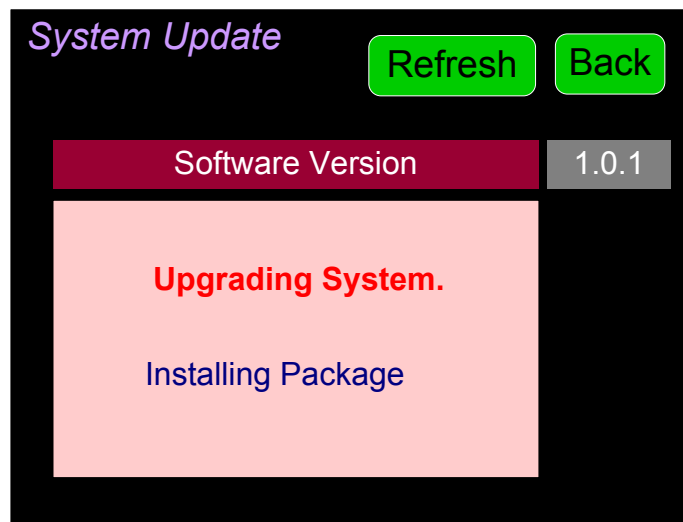 System Update
Refresh
Back
Software Version
1.0.1
Upgrading System.
Installing Package